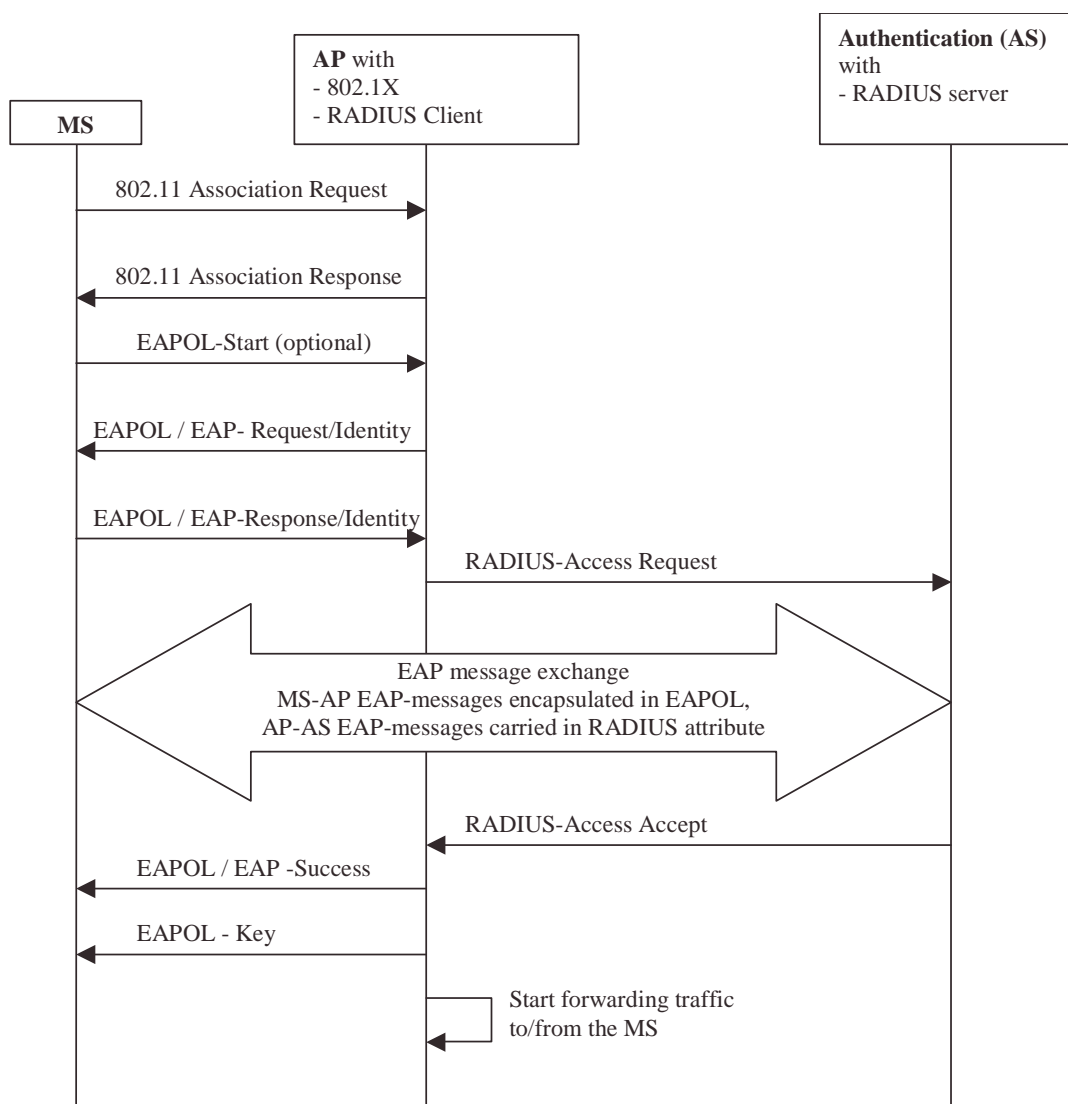 MS
AP with
- 802.1X
- RADIUS Client
Authentication (AS)
with
- RADIUS server
802.11 Association Request
802.11 Association Response
EAPOL-Start (optional)
EAPOL / EAP- Request/Identity
EAPOL / EAP-Response/Identity
RADIUS-Access Request
EAP message exchange
MS-AP EAP-messages encapsulated in EAPOL,
AP-AS EAP-messages carried in RADIUS attribute
RADIUS-Access Accept
EAPOL / EAP -Success
EAPOL - Key
Start forwarding traffic
to/from the MS